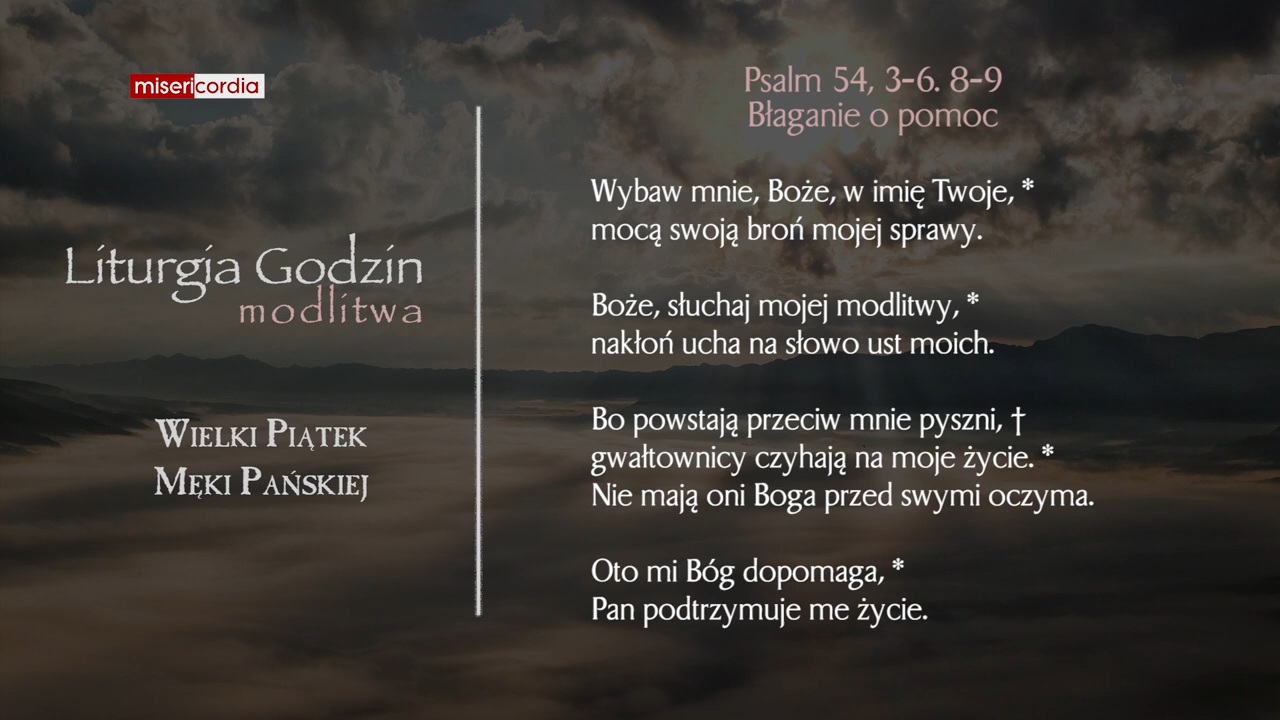 misericordia
Liturgia Godzin
modlitwa
Wielki Piątek
Męki Pańskiej
Psalm 54, 3-6. 8-9
Błaganie o pomoc
Wybaw mnie, Boże, w imię Twoje, *
mocą swoją broń mojej sprawy.
Boże, słuchaj mojej modlitwy, *
nakłoń ucha na słowo ust moich.
Bo powstają przeciw mnie pyszni, †
gwałtownicy czyhają na moje życie. *
Nie mają oni Boga przed swymi oczyma.
Oto mi Bóg dopomaga, *
Pan podtrzymuje me życie.